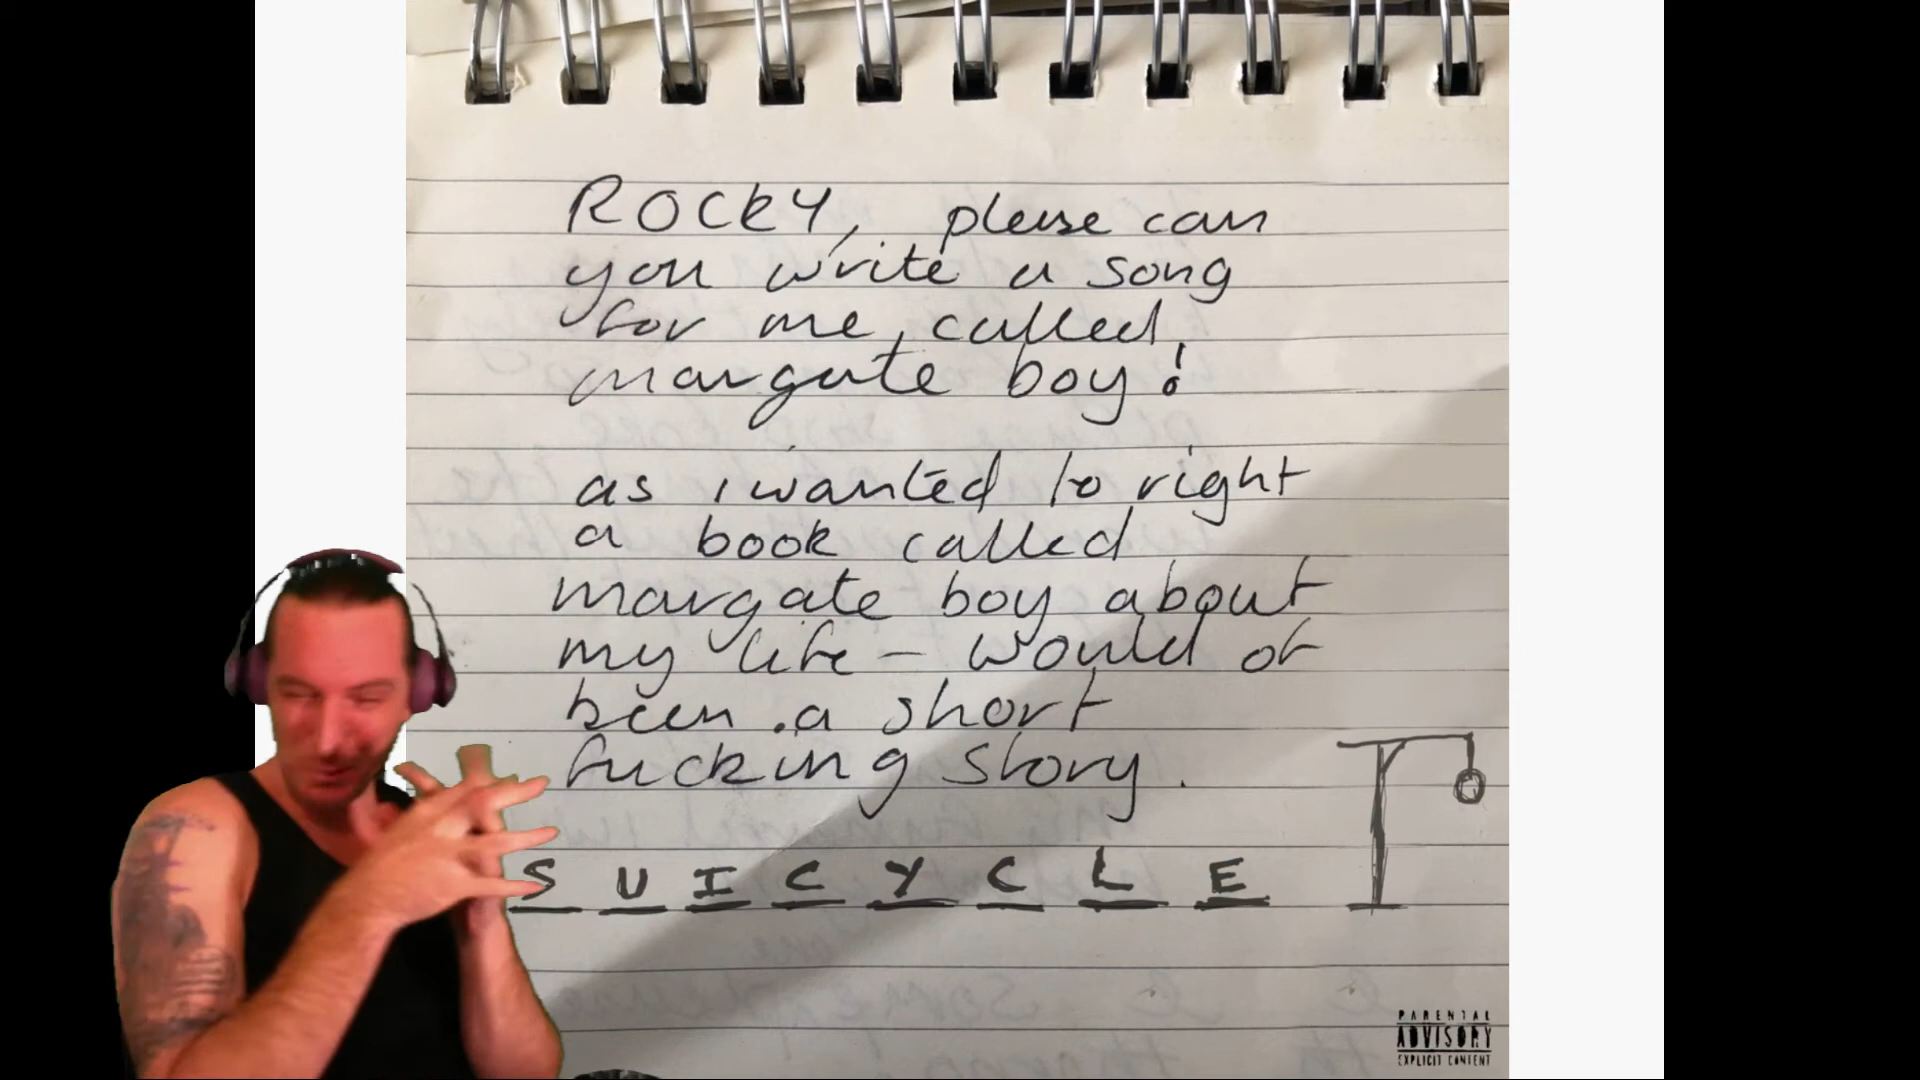 ROCKY, please can
you write a song
for me, called,
margate boy!
as i wanted to right
a book called
margate boy about
my life - would of
been . a short
fucking story.
S U I C Y C L E
PARENTAL
ADVISORY
EXPLICIT CONTENT